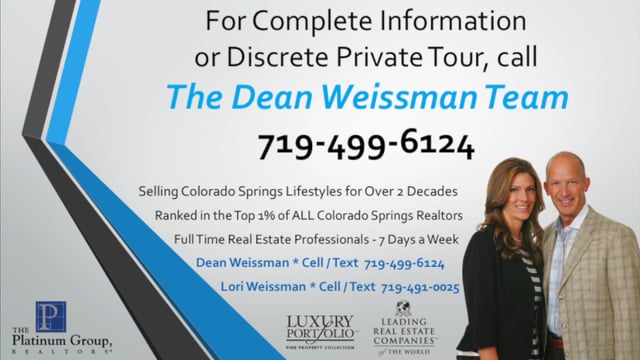 For Complete Information
or Discrete Private Tour, call
The Dean Weissman Team
719-499-6124
Selling Colorado Springs Lifestyles for Over 2 Decades
Ranked in the Top 1% of ALL Colorado Springs Realtors
Full Time Real Estate Professionals - 7 Days a Week
Dean Weissman * Cell / Text 719-499-6124
Lori Weissman * Cell / Text 719-491-0025
P
THE
Platinum Group,
REALTORS®
LUXURY
PORTFOLIO
FINE PROPERTY COLLECTION
LEADING
REAL ESTATE
COMPANIES
of THE WORLD